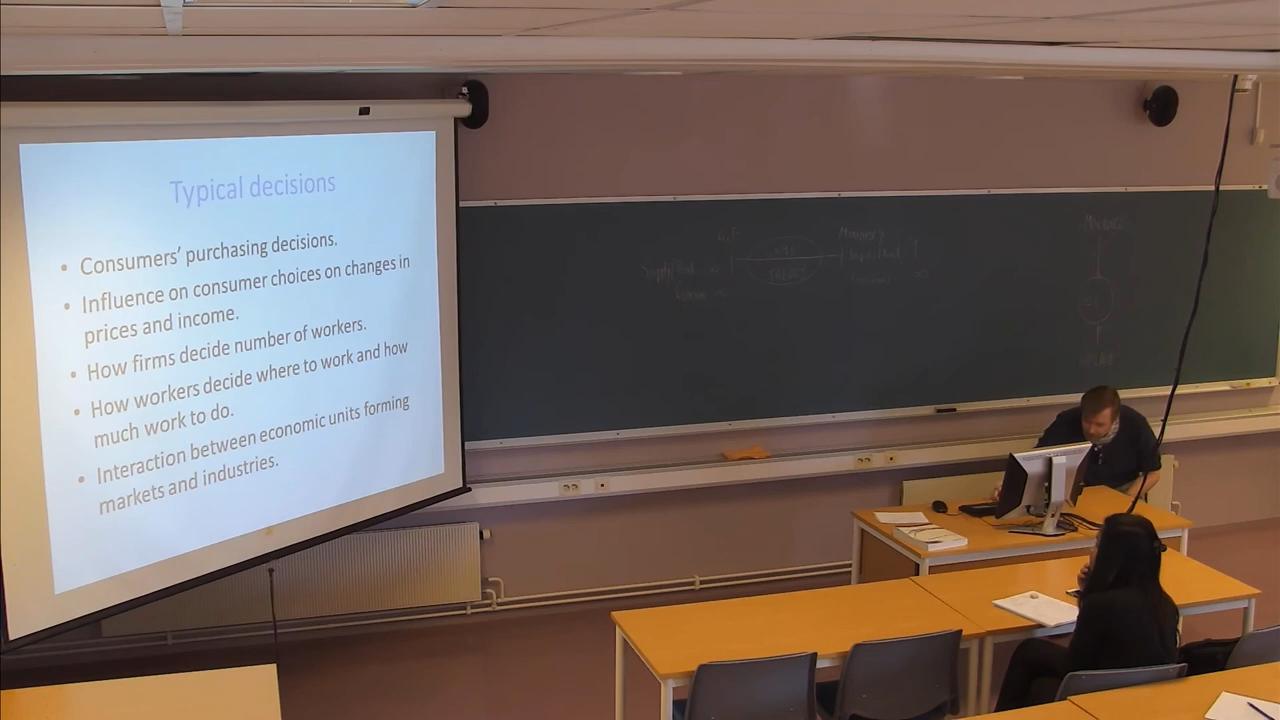 Typical decisions
• Consumers' purchasing decisions.
• Influence on consumer choices on changes in
prices and income.
• How firms decide number of workers.
• How workers decide where to work and how
much work to do.
• Interaction between economic units forming
markets and industries.